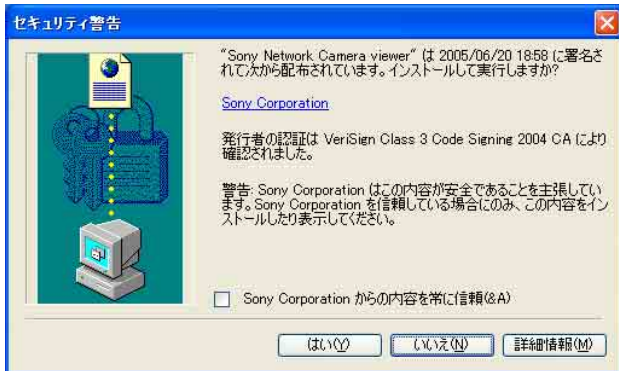 セキュリティ警告
"Sony Network Camera viewer" は 2005/06/20 18:58 に署名さ
れて次から配布されています。インストールして実行しますか?
Sony Corporation
発行者の認証は VeriSign Class 3 Code Signing 2004 CA により
確認されました。
警告: Sony Corporation はこの内容が安全であることを主張してい
ます。Sony Corporation を信頼している場合にのみ、この内容をイン
ストールしたり表示してください。
Sony Corporation からの内容を常に信頼(&A)
はい(Y) いいえ(N) 詳細情報(M)